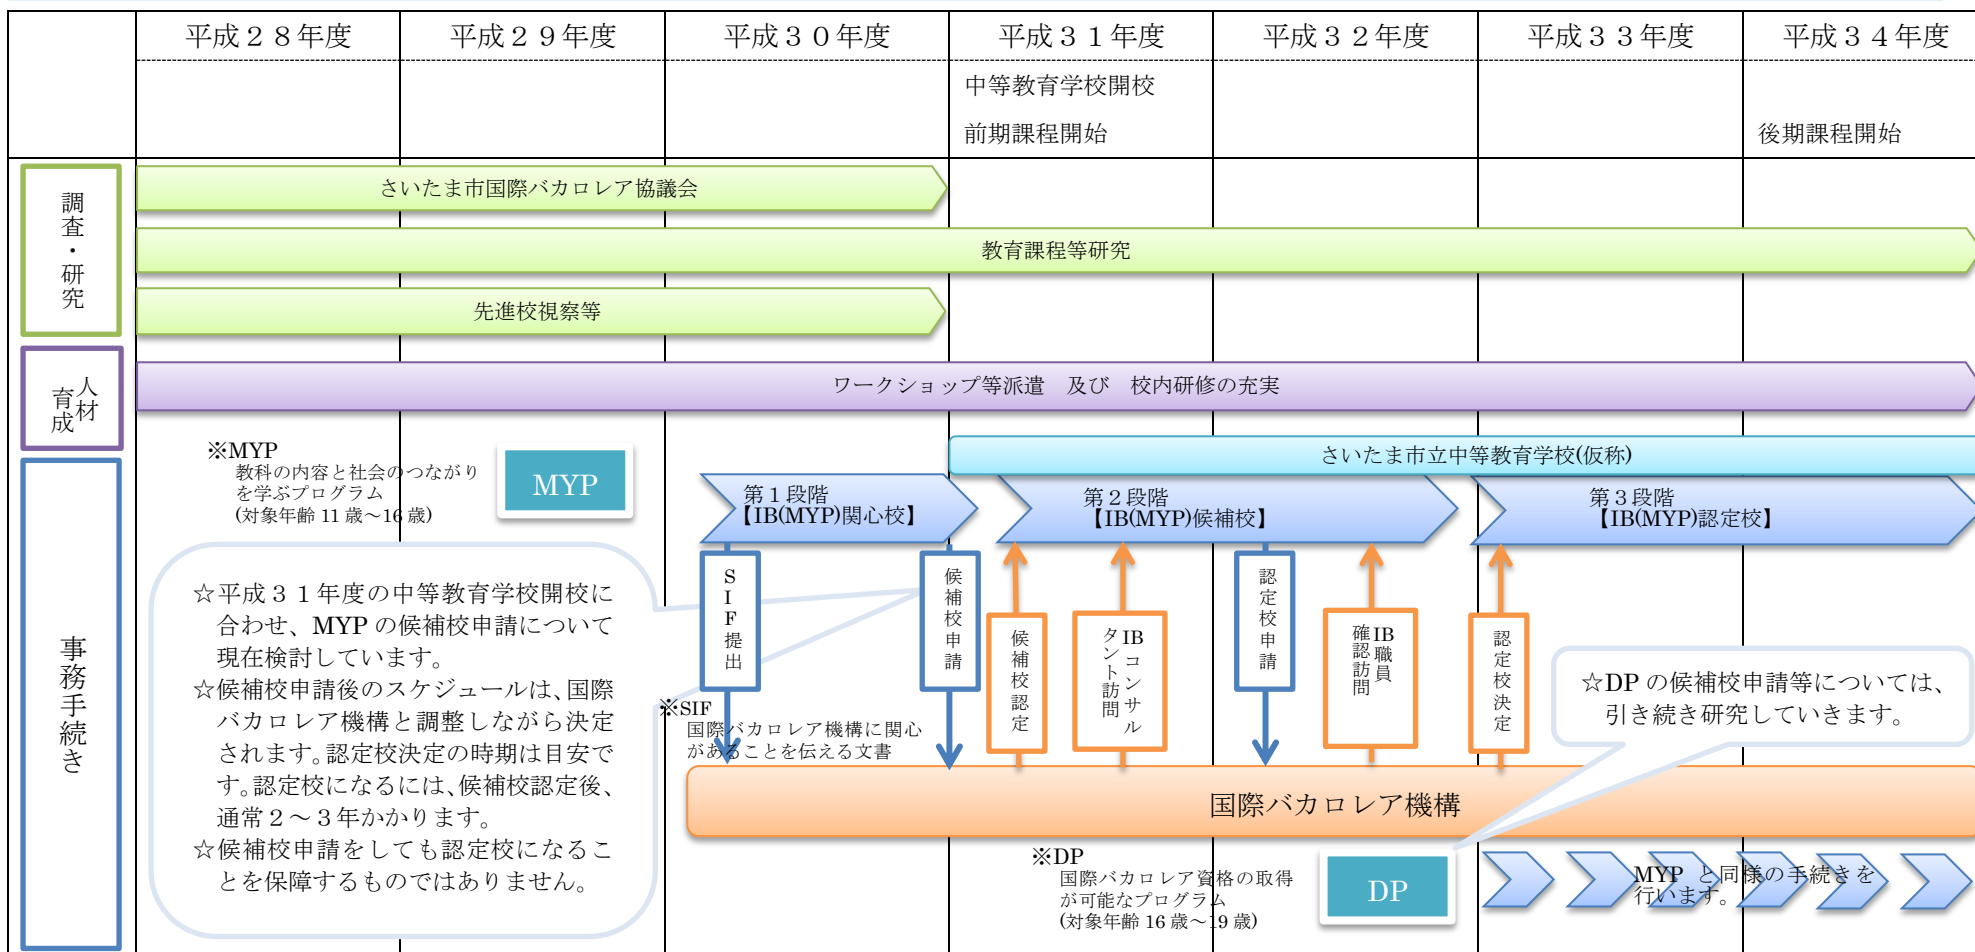 平成２８年度
平成２９年度
平成３０年度
平成３１年度
平成３２年度
平成３３年度
平成３４年度
中等教育学校開校
前期課程開始
後期課程開始
調査・研究
さいたま市国際バカロレア協議会
教育課程等研究
先進校視察等
人材
育成
ワークショップ等派遣　及び　校内研修の充実
事務手続き
※MYP
教科の内容と社会のつながり
を学ぶプログラム
(対象年齢 11 歳～16 歳)
MYP
さいたま市立中等教育学校(仮称)
第１段階
【IB(MYP)関心校】
第２段階
【IB(MYP)候補校】
第３段階
【IB(MYP)認定校】
☆平成３１年度の中等教育学校開校に
合わせ、MYP の候補校申請について
現在検討しています。
☆候補校申請後のスケジュールは、国際
バカロレア機構と調整しながら決定
されます。認定校決定の時期は目安で
す。認定校になるには、候補校認定後、
通常２～３年かかります。
☆候補校申請をしても認定校になるこ
とを保障するものではありません。
SIF提出
候補校申請
候補校認定
IBコンサル
タント訪問
認定校申請
IB職員
確認訪問
認定校決定
※SIF
国際バカロレア機構に関心
があることを伝える文書
☆DP の候補校申請等については、
引き続き研究していきます。
国際バカロレア機構
※DP
国際バカロレア資格の取得
が可能なプログラム
(対象年齢 16 歳～19 歳)
DP
MYP と同様の手続きを
行います。